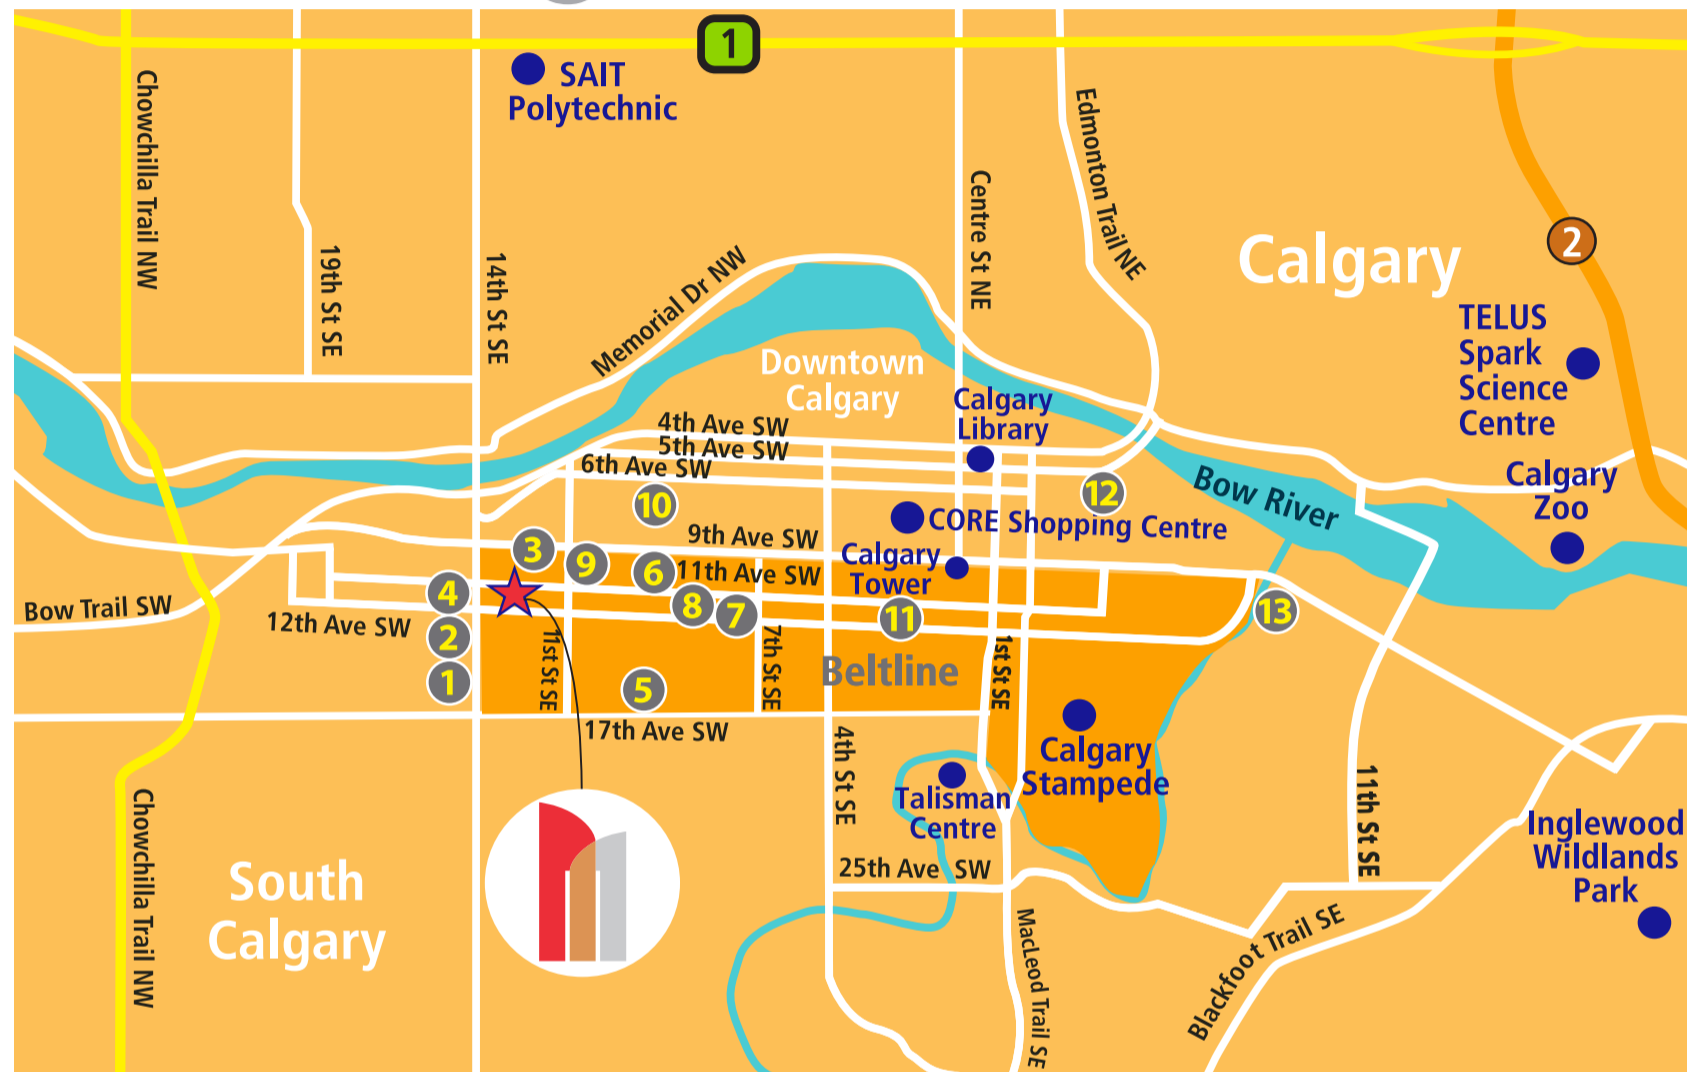 1
SAIT
Polytechnic
Chowchilla Trail NW
19th St SE
14th St SE
Memorial Dr NW
Centre St NE
Edmonton Trail NE
Calgary
2
TELUS
Spark
Science
Centre
Downtown
Calgary
Calgary
Library
4th Ave SW
5th Ave SW
6th Ave SW
Calgary
Zoo
Bow River
10
12
CORE Shopping Centre
9th Ave SW
Calgary
Tower
3
9
6
11th Ave SW
4
8
7
11
13
Bow Trail SW
12th Ave SW
2
1
11st St SE
5
7th St SE
Beltline
1st St SE
17th Ave SW
4th St SE
Calgary
Stampede
Talisman
Centre
11th St SE
Chowchilla Trail NW
South
Calgary
25th Ave SW
MacLeod Trail SE
Blackfoot Trail SE
Inglewood
Wildlands
Park